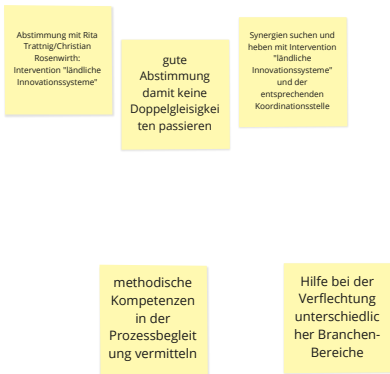 Abstimmung mit Rita
Trattnig/Christian
Rosenwirth:
Intervention "ländliche
Innovationssysteme"
gute
Abstimmung
damit keine
Doppelgleisigkei
ten passieren
Synergien suchen und
heben mit Intervention
"ländliche
Innovationssysteme"
und der
entsprechenden
Koordinationsstelle
methodische
Kompetenzen
in der
Prozessbegleit
ung vermitteln
Hilfe bei der
Verflechtung
unterschiedlic
her Branchen-
Bereiche